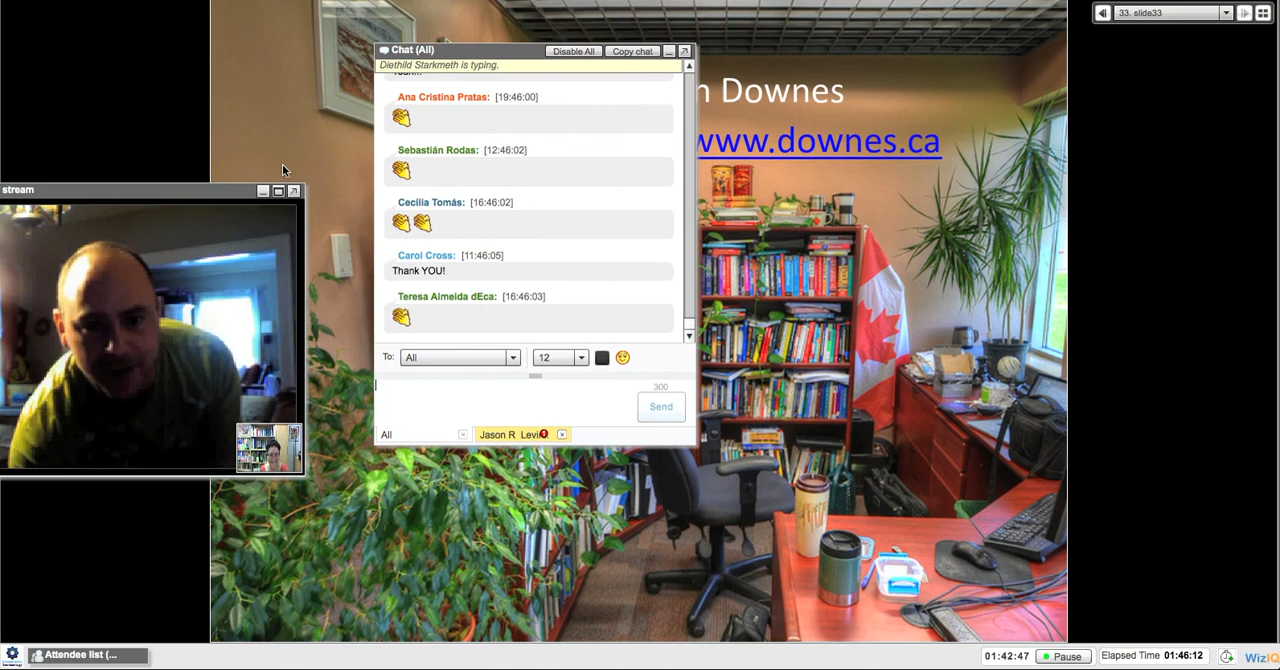 33. slide33
Chat (All)
Disable All
Copy chat
Diethild Starkmeth is typing.
Ana Cristina Pratas: [19:46:00]
Sebastián Rodas: [12:46:02]
Cecilia Tomás: [16:46:02]
Carol Cross: [11:46:05]
Thank YOU!
Teresa Almeida dEca: [16:46:03]
To: All 12
300
Send
All
Jason R Levi
n Downes
www.downes.ca
stream
Attendee list (...
01:42:47 Pause Elapsed Time 01:46:12 WizIQ